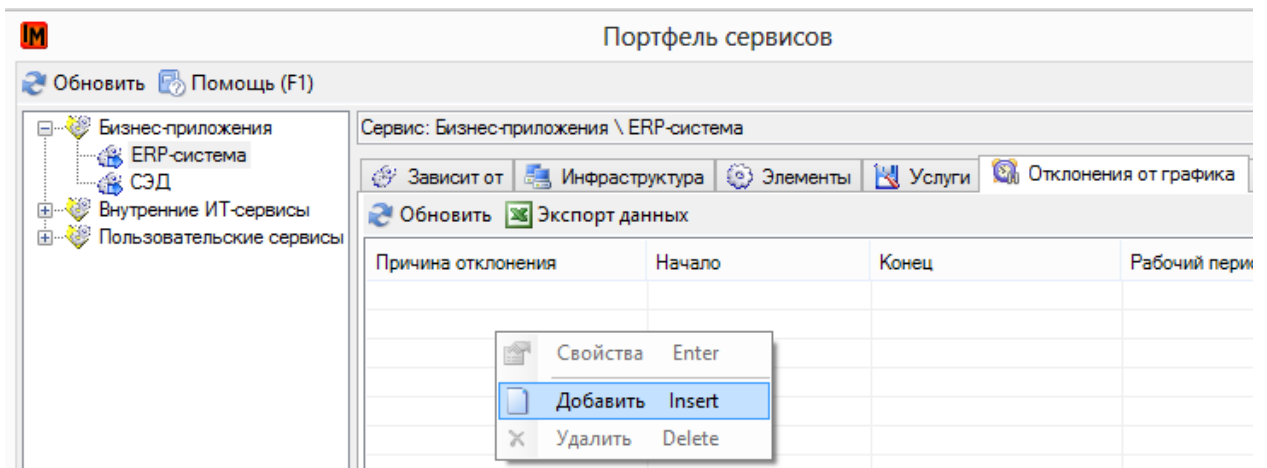 IM Портфель сервисов
Обновить Помощь (F1)
Бизнес-приложения
ERP-система
СЭД
Внутренние ИТ-сервисы
Пользовательские сервисы
Сервис: Бизнес-приложения \ ERP-система
Зависит от Инфраструктура Элементы Услуги Отклонения от графика
Обновить Экспорт данных
Причина отклонения Начало Конец Рабочий перио
Свойства Enter
Добавить Insert
Удалить Delete